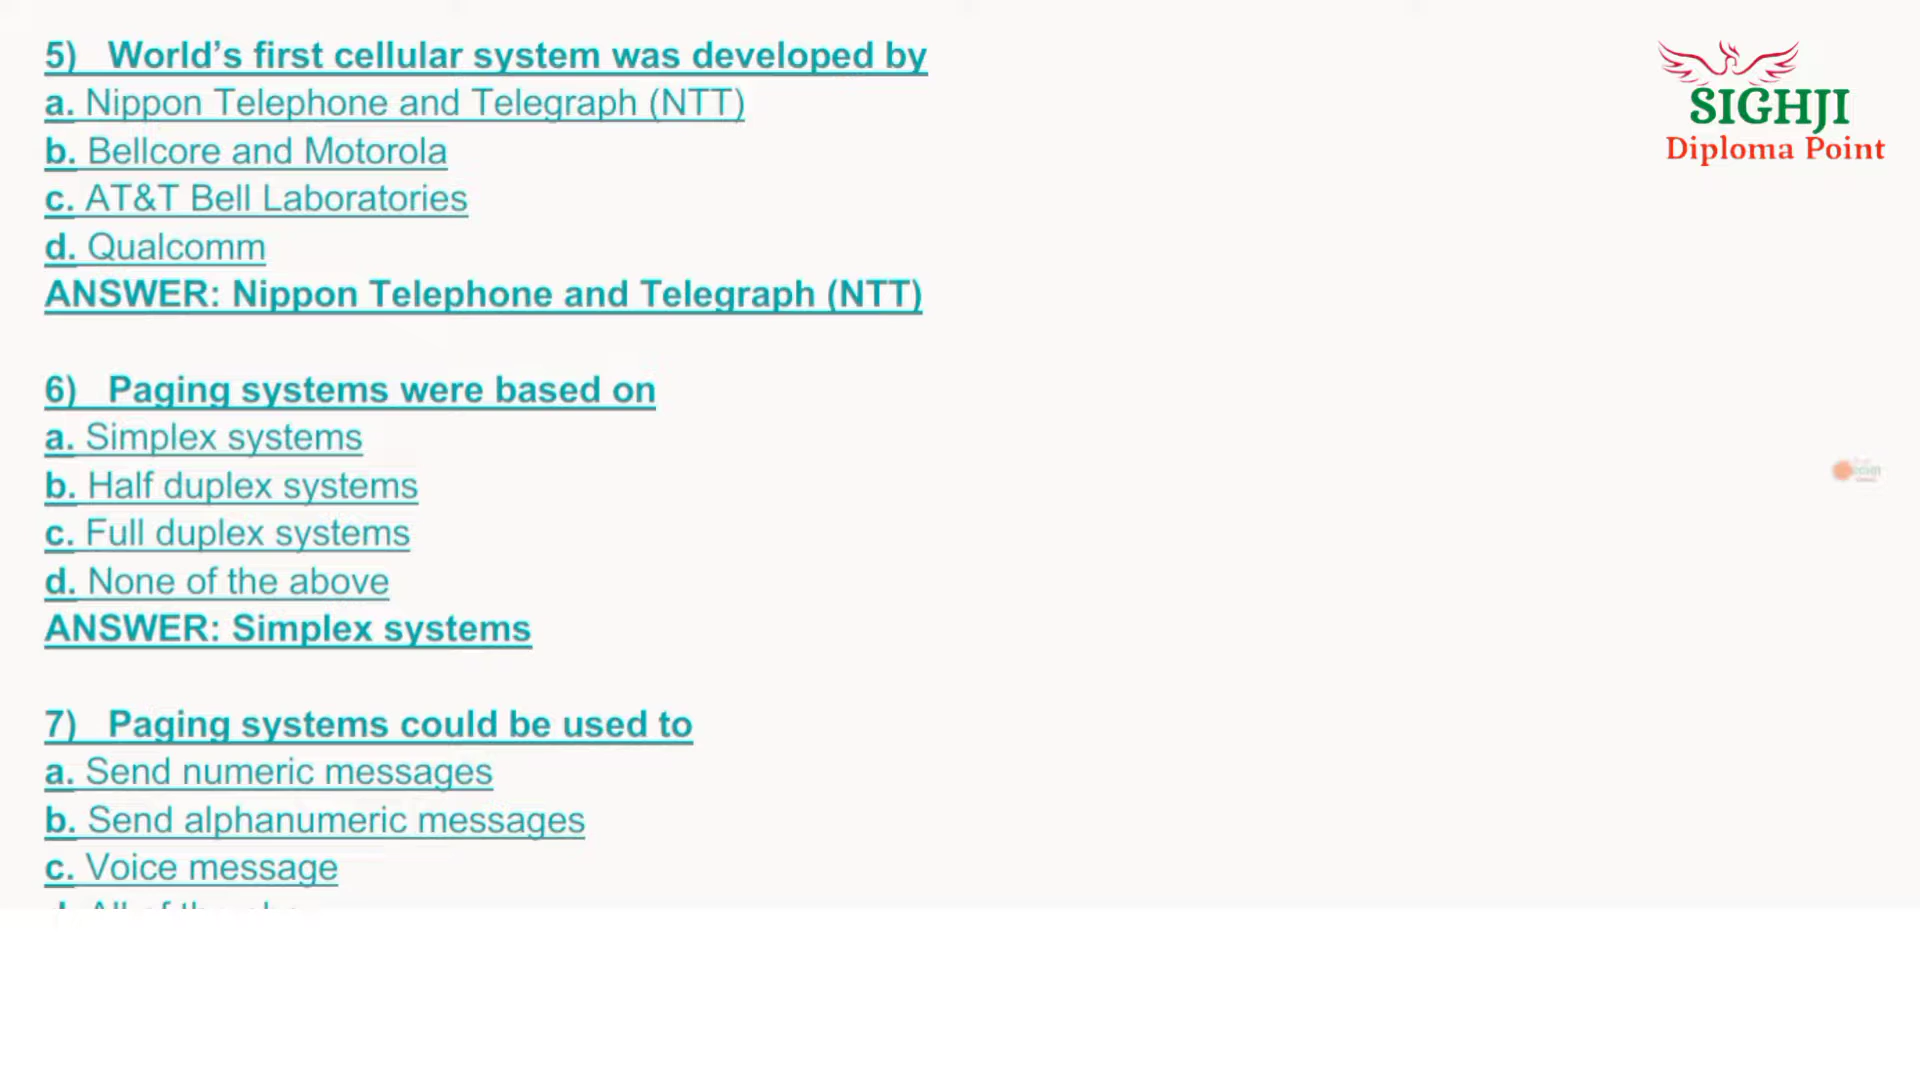 5) World’s first cellular system was developed by
a. Nippon Telephone and Telegraph (NTT)
b. Bellcore and Motorola
c. AT&T Bell Laboratories
d. Qualcomm
ANSWER: Nippon Telephone and Telegraph (NTT)
6) Paging systems were based on
a. Simplex systems
b. Half duplex systems
c. Full duplex systems
d. None of the above
ANSWER: Simplex systems
7) Paging systems could be used to
a. Send numeric messages
b. Send alphanumeric messages
c. Voice message
SIGHJI
Diploma Point